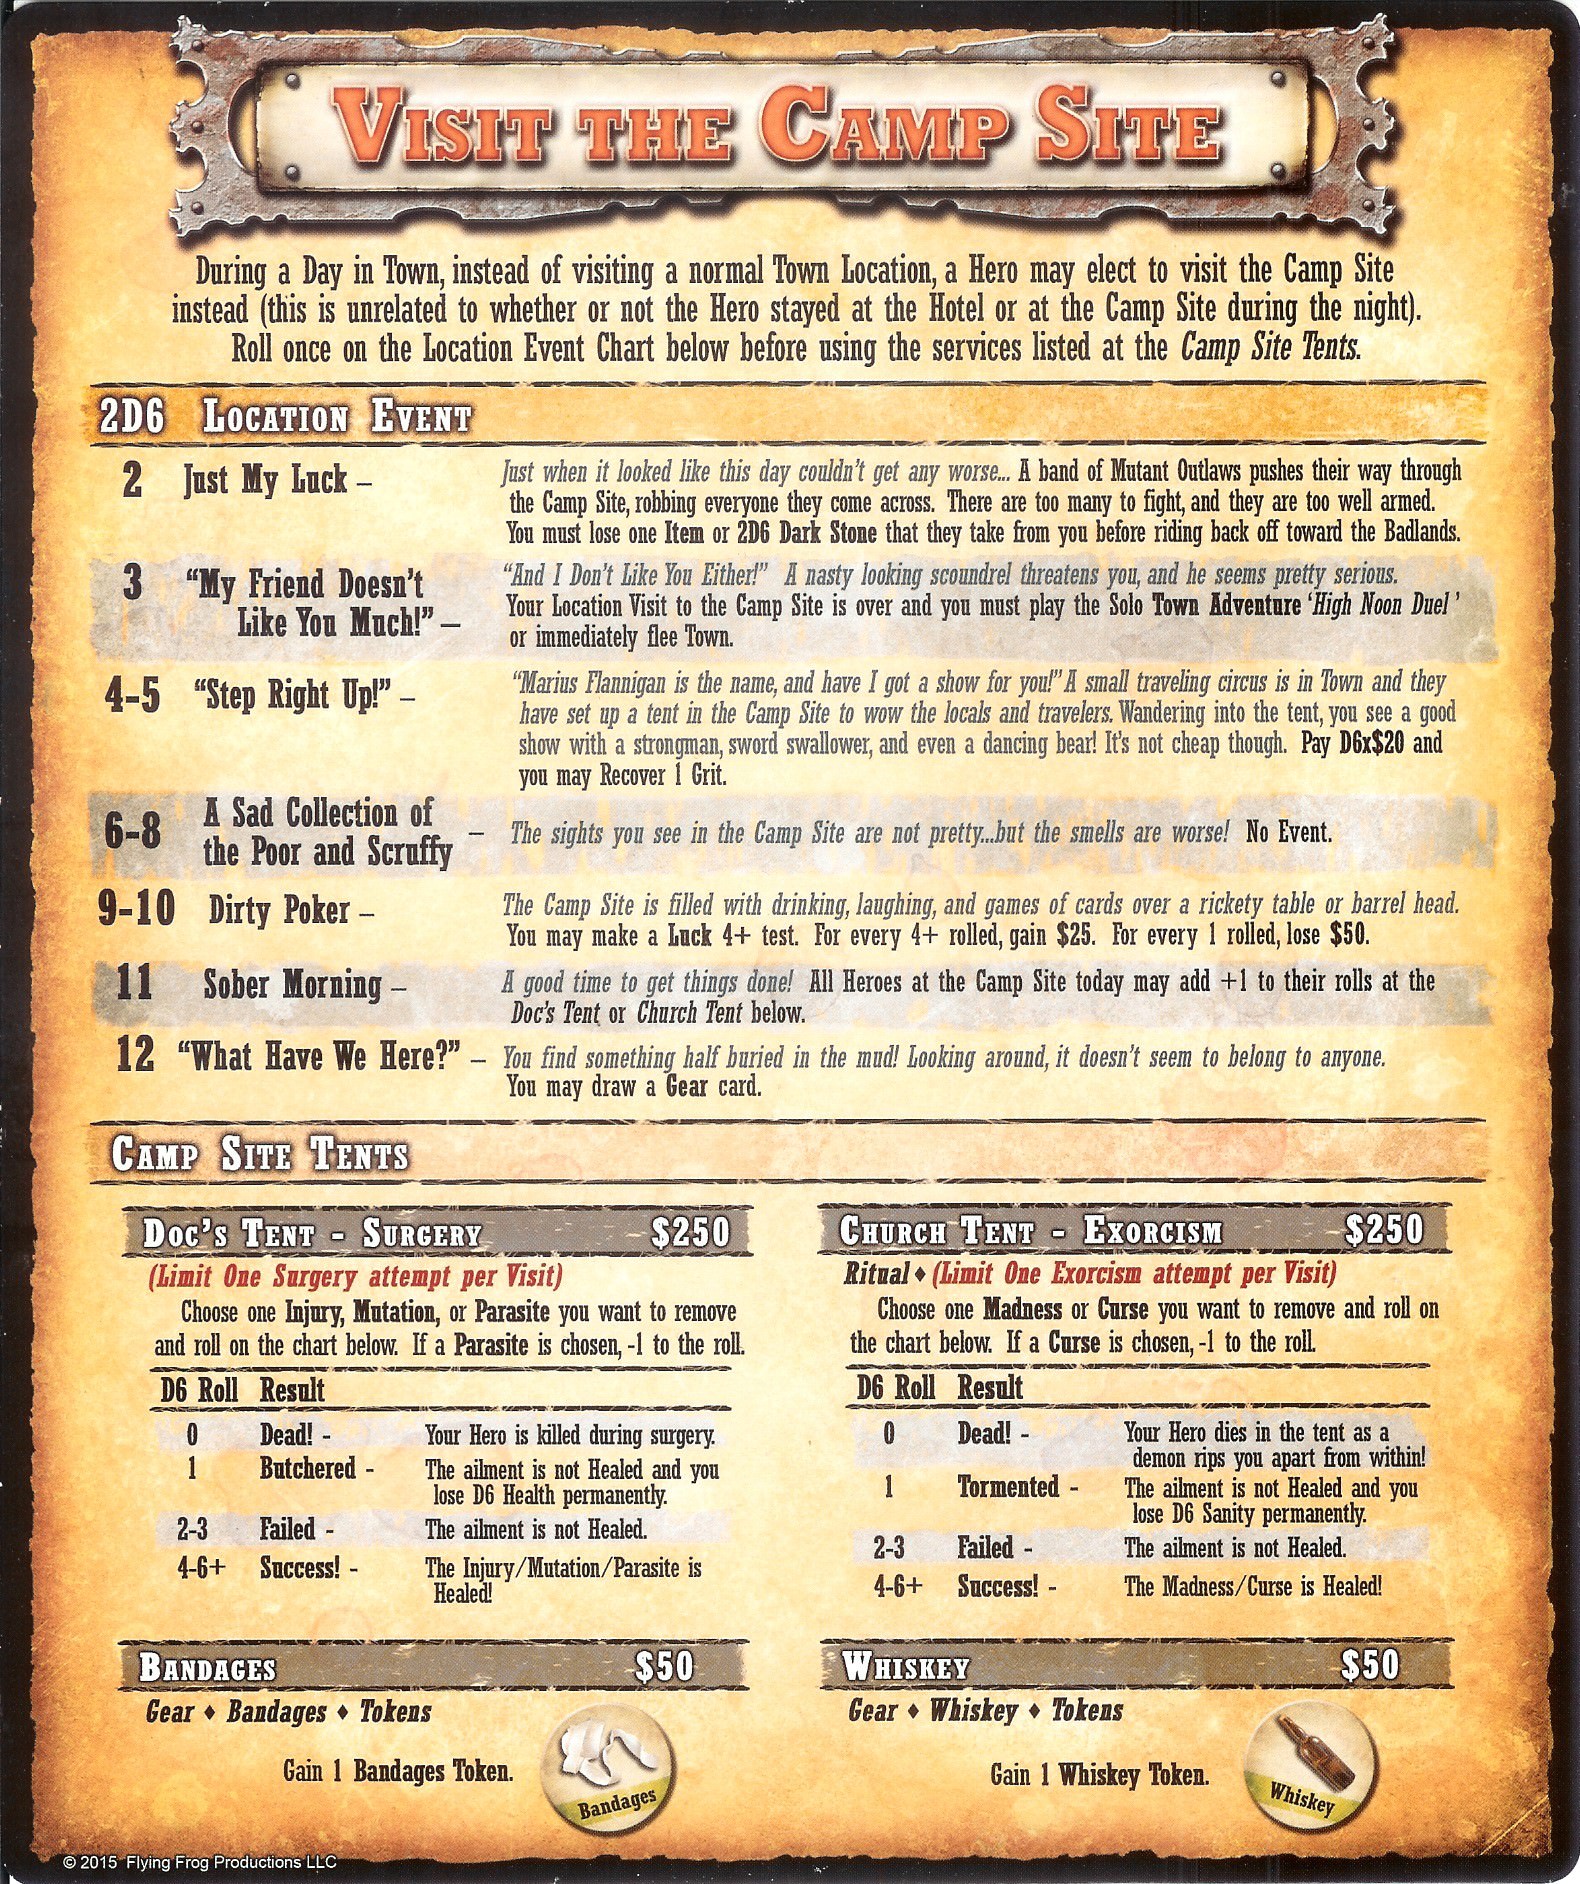 Visit the Camp Site
During a Day in Town, instead of visiting a normal Town Location, a Hero may elect to visit the Camp Site
instead (this is unrelated to whether or not the Hero stayed at the Hotel or at the Camp Site during the night).
Roll once on the Location Event Chart below before using the services listed at the Camp Site Tents.
2D6 Location Event
2 Just My Luck – Just when it looked like this day couldn't get any worse... A band of Mutant Outlaws pushes their way through
the Camp Site, robbing everyone they come across. There are too many to fight, and they are too well armed.
You must lose one Item or 2D6 Dark Stone that they take from you before riding back off toward the Badlands.
3 "My Friend Doesn't
Like You Much!" –
"And I Don't Like You Either!" A nasty looking scoundrel threatens you, and he seems pretty serious.
Your Location Visit to the Camp Site is over and you must play the Solo Town Adventure 'High Noon Duel'
or immediately flee Town.
4-5 "Step Right Up!" – "Marius Flannigan is the name, and have I got a show for you!" A small traveling circus is in Town and they
have set up a tent in the Camp Site to wow the locals and travelers. Wandering into the tent, you see a good
show with a strongman, sword swallower, and even a dancing bear! It's not cheap though. Pay D6x$20 and
you may Recover 1 Grit.
6-8 A Sad Collection of
the Poor and Scruffy –
The sights you see in the Camp Site are not pretty...but the smells are worse! No Event.
9-10 Dirty Poker – The Camp Site is filled with drinking, laughing, and games of cards over a rickety table or barrel head.
You may make a Luck 4+ test. For every 4+ rolled, gain $25. For every 1 rolled, lose $50.
11 Sober Morning – A good time to get things done! All Heroes at the Camp Site today may add +1 to their rolls at the
Doc's Tent or Church Tent below.
12 "What Have We Here?" – You find something half buried in the mud! Looking around, it doesn't seem to belong to anyone.
You may draw a Gear card.
Camp Site Tents
Doc's Tent - Surgery $250
(Limit One Surgery attempt per Visit)
Choose one Injury, Mutation, or Parasite you want to remove
and roll on the chart below. If a Parasite is chosen, -1 to the roll.
D6 Roll Result
0 Dead! - Your Hero is killed during surgery.
1 Butchered - The ailment is not Healed and you
lose D6 Health permanently.
2-3 Failed - The ailment is not Healed.
4-6+ Success! - The Injury/Mutation/Parasite is
Healed!
Church Tent - Exorcism $250
Ritual ♦ (Limit One Exorcism attempt per Visit)
Choose one Madness or Curse you want to remove and roll on
the chart below. If a Curse is chosen, -1 to the roll.
D6 Roll Result
0 Dead! - Your Hero dies in the tent as a
demon rips you apart from within!
1 Tormented - The ailment is not Healed and you
lose D6 Sanity permanently.
2-3 Failed - The ailment is not Healed.
4-6+ Success! - The Madness/Curse is Healed!
Bandages $50
Gear ♦ Bandages ♦ Tokens
Gain 1 Bandages Token.
Bandages
Whiskey $50
Gear ♦ Whiskey ♦ Tokens
Gain 1 Whiskey Token.
Whiskey
© 2015 Flying Frog Productions LLC